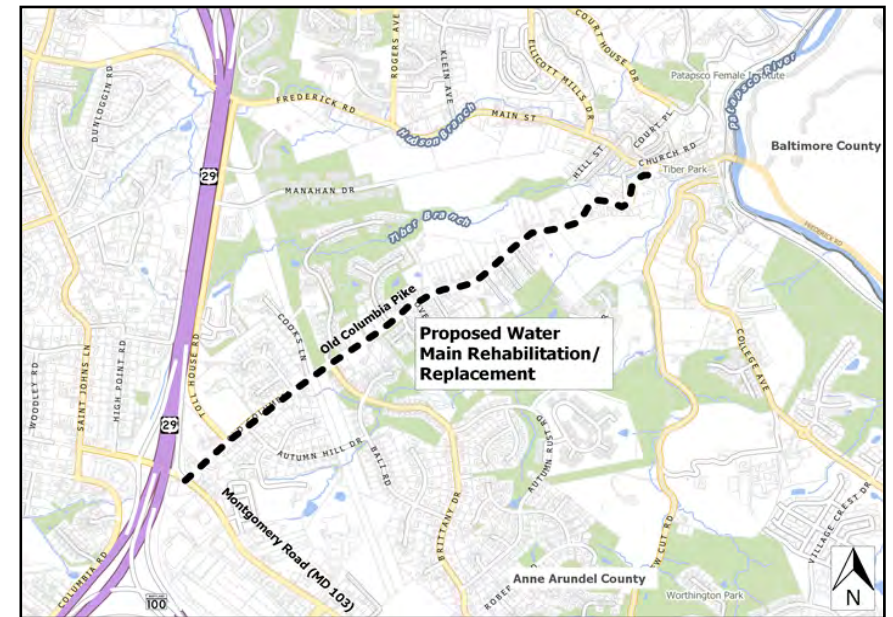 ROGERS AVE
KLEIN AVE
ELLICOTT MILLS DR
COURT HOUSE DR
Patapsco Female Institute
Patapsco River
DUNLOGGIN RD
FREDERICK RD
MAIN ST
Hudson Branch
COURT PL
HILL ST
CHURCH RD
Tiber Park
Baltimore County
29
MANAHAN DR
Tiber Branch
FREDERICK RD
Old Columbia Pike
COOKS LN
Proposed Water
Main Rehabilitation/
Replacement
TOLL HOUSE RD
COLLEGE AVE
WOODLEY RD
HIGH POINT RD
SAINT JOHNS LN
29
AUTUMN HILL DR
BALI RD
AUTUMN RUST RD
Montgomery Road (MD 103)
BRITTANY DR
VILLAGE CREST DR
COLUMBIA RD
100
Anne Arundel County
Worthington Park
N